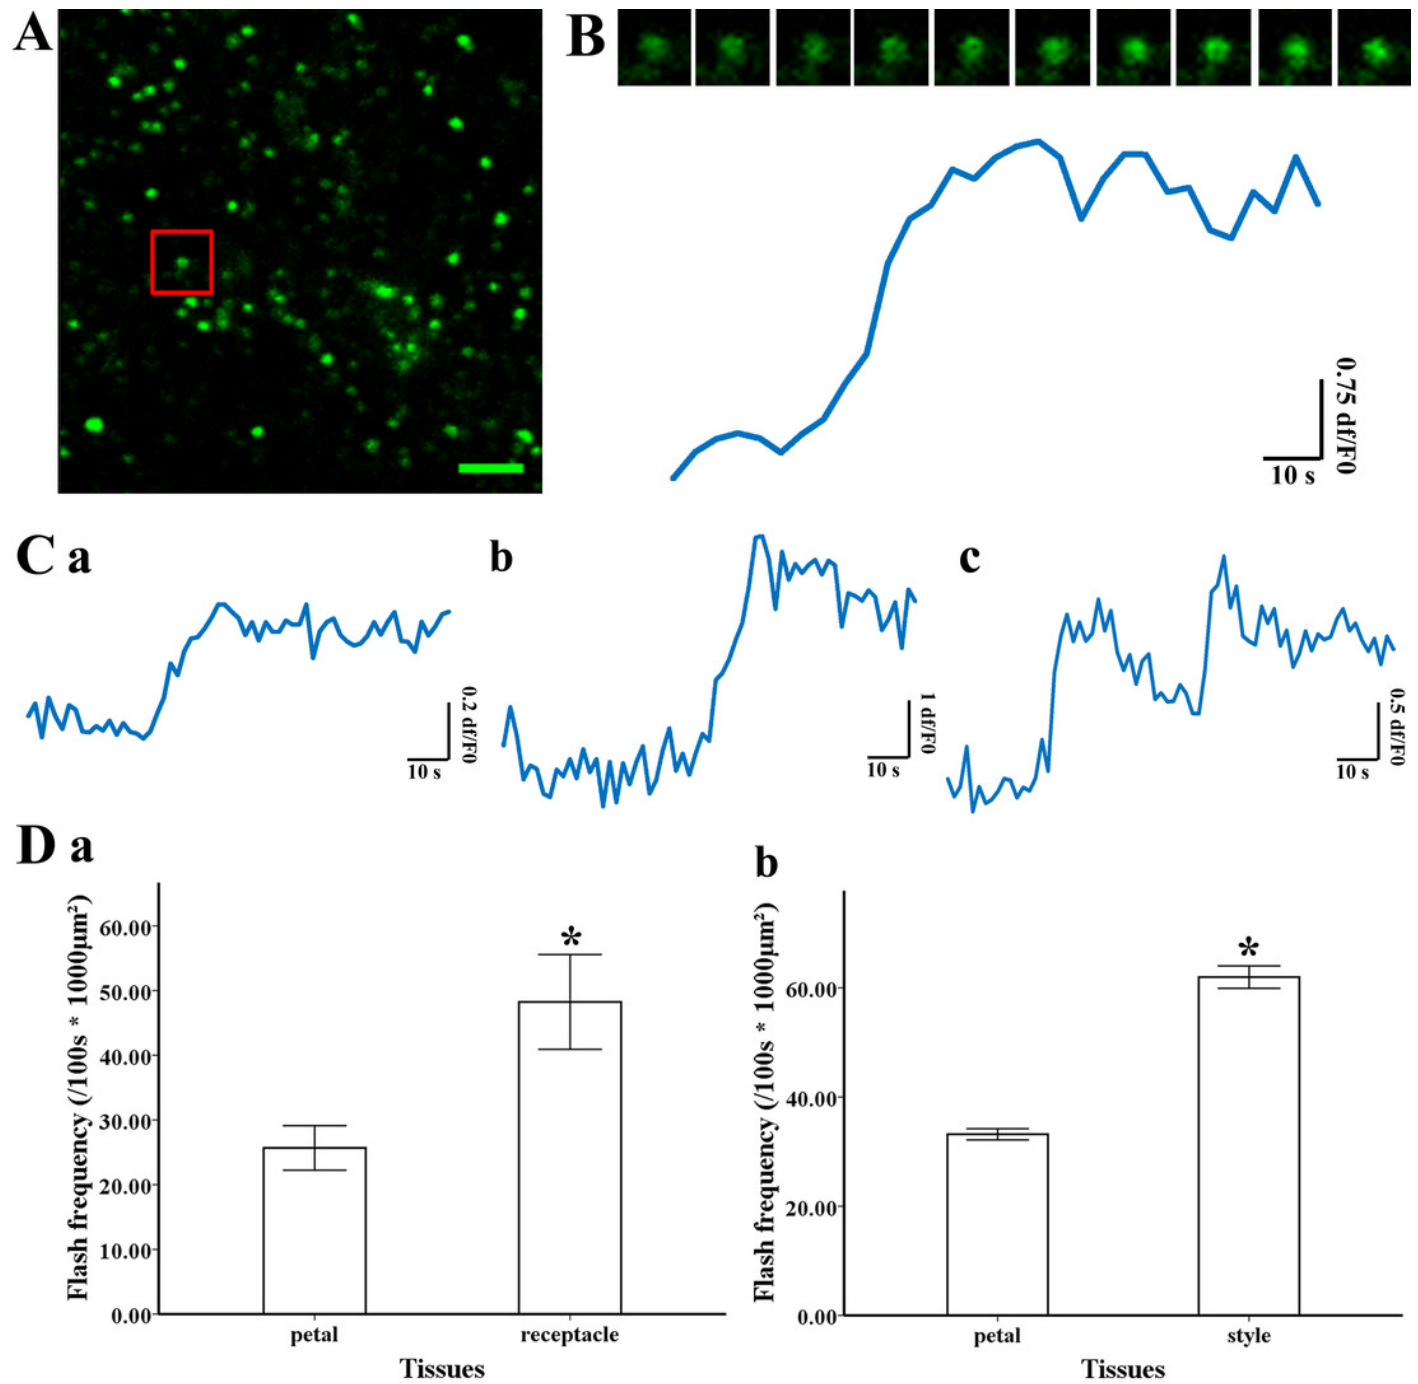 A
B
0.75 df/F0
10 s
C a
b
c
0.2 df/F0
10 s
1 df/F0
10 s
0.5 df/F0
10 s
D a
b
Flash frequency (/100s * 1000µm²)
60.00
50.00
40.00
30.00
20.00
10.00
0.00
*
petal
receptacle
Tissues
Flash frequency (/100s * 1000µm²)
60.00
40.00
20.00
0.00
*
petal
style
Tissues